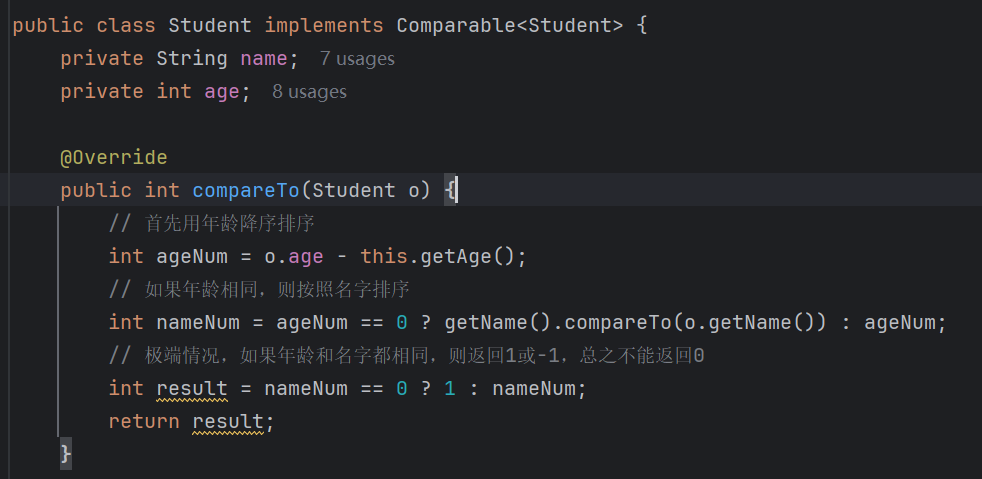 public class Student implements Comparable<Student> {
private String name; 7 usages
private int age; 8 usages
@Override
public int compareTo(Student o) {
// 首先用年龄降序排序
int ageNum = o.age - this.getAge();
// 如果年龄相同，则按照名字排序
int nameNum = ageNum == 0 ? getName().compareTo(o.getName()) : ageNum;
// 极端情况，如果年龄和名字都相同，则返回1或-1，总之不能返回0
int result = nameNum == 0 ? 1 : nameNum;
return result;
}